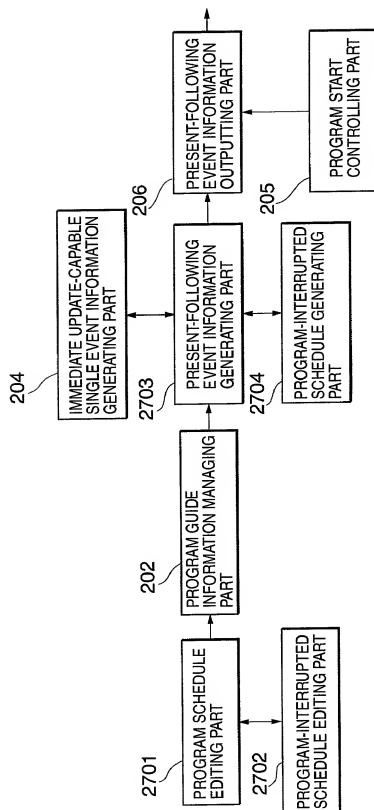 204
IMMEDIATE UPDATE-CAPABLE
SINGLE EVENT INFORMATION
GENERATING PART
2701
PROGRAM SCHEDULE
EDITING PART
202
PROGRAM GUIDE
INFORMATION MANAGING
PART
2703
PRESENT-FOLLOWING
EVENT INFORMATION
GENERATING PART
206
PRESENT-FOLLOWING
EVENT INFORMATION
OUTPUTTING PART
2702
PROGRAM-INTERRUPTED
SCHEDULE EDITING PART
2704
PROGRAM-INTERRUPTED
SCHEDULE GENERATING
PART
205
PROGRAM START
CONTROLLING PART